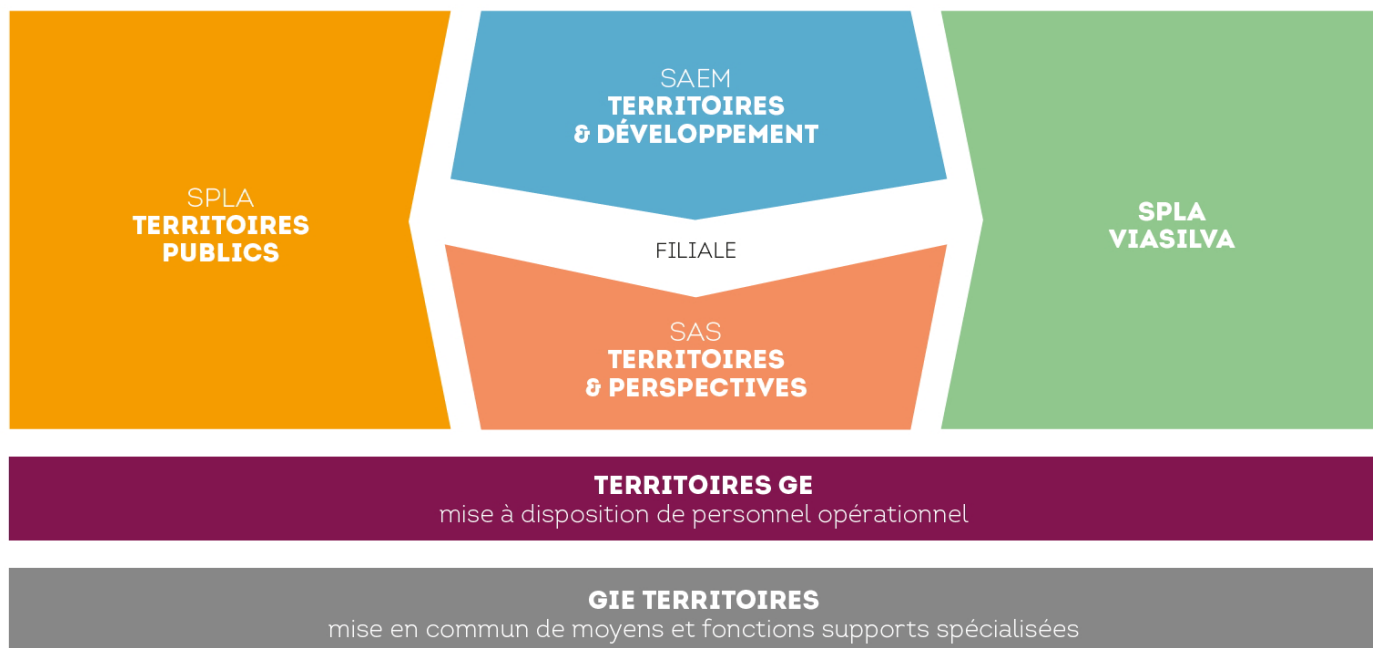 SPLA
TERRITOIRES
PUBLICS
SAEM
TERRITOIRES
& DÉVELOPPEMENT
FILIALE
SAS
TERRITOIRES
& PERSPECTIVES
SPLA
VIASILVA
TERRITOIRES GE
mise à disposition de personnel opérationnel
GIE TERRITOIRES
mise en commun de moyens et fonctions supports spécialisées